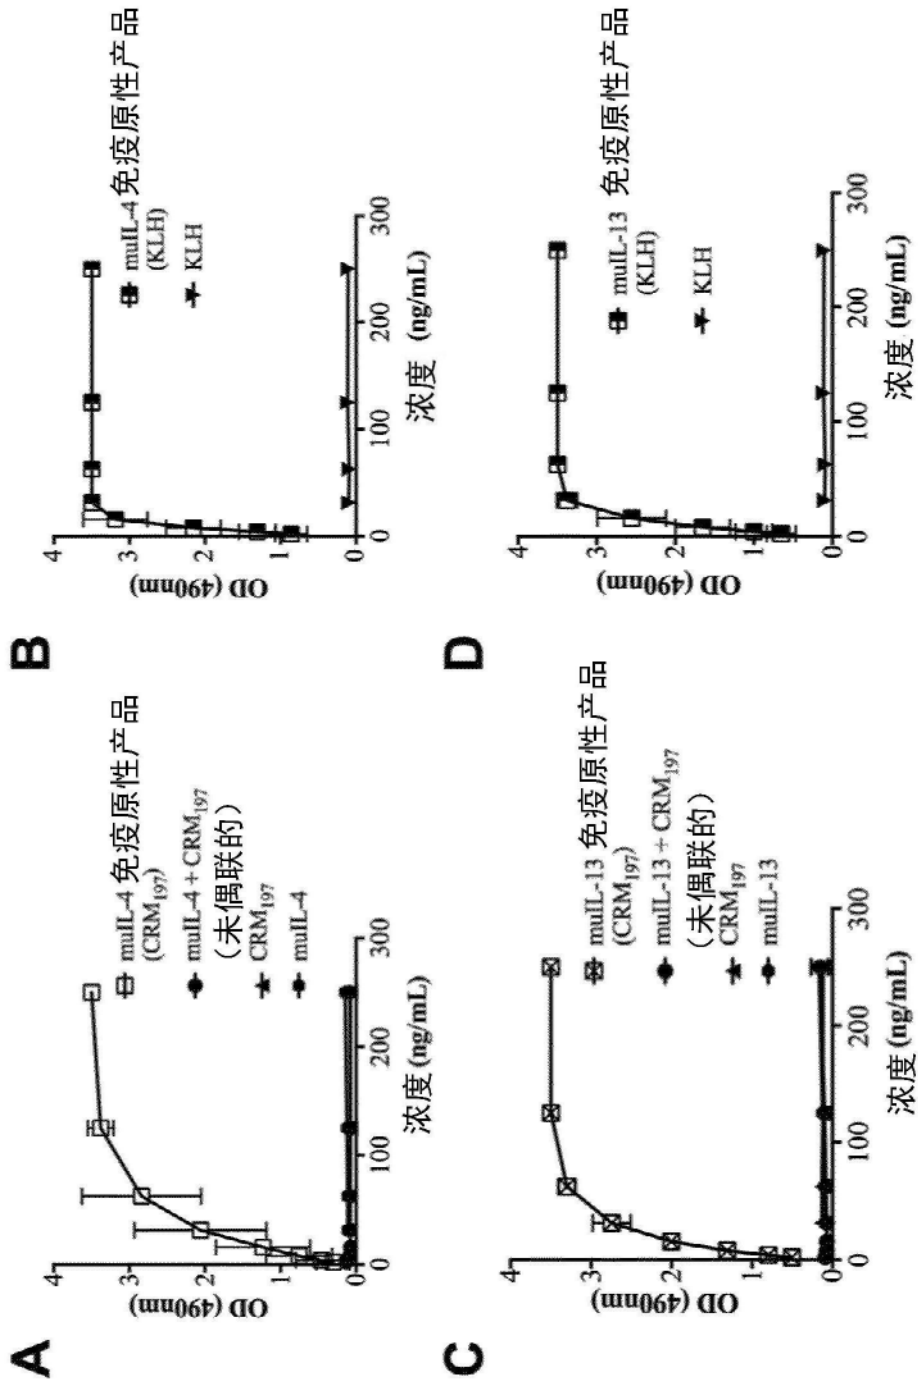 A
OD (490nm)
4
3
2
1
0
0
100
200
300
浓度 (ng/mL)
muIL-4 免疫原性产品
(CRM197)
muIL-4 + CRM197
（未偶联的）
CRM197
muIL-4
B
OD (490nm)
4
3
2
1
0
0
100
200
300
浓度 (ng/mL)
muIL-4 免疫原性产品
(KLH)
KLH
C
OD (490nm)
4
3
2
1
0
0
100
200
300
浓度 (ng/mL)
muIL-13 免疫原性产品
(CRM197)
muIL-13 + CRM197
（未偶联的）
CRM197
muIL-13
D
OD (490nm)
4
3
2
1
0
0
100
200
300
浓度 (ng/mL)
muIL-13 免疫原性产品
(KLH)
KLH